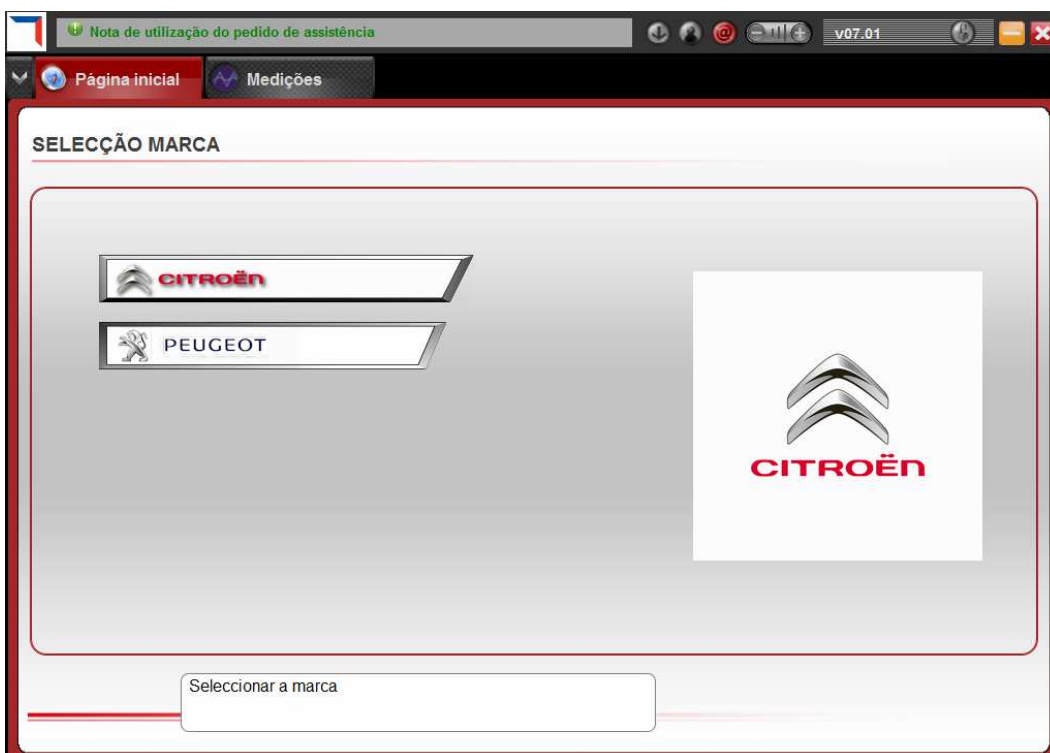 Nota de utilização do pedido de assistência
v07.01
Página inicial
Medições
SELECÇÃO MARCA
CITROËN
PEUGEOT
CITROËN
Seleccionar a marca